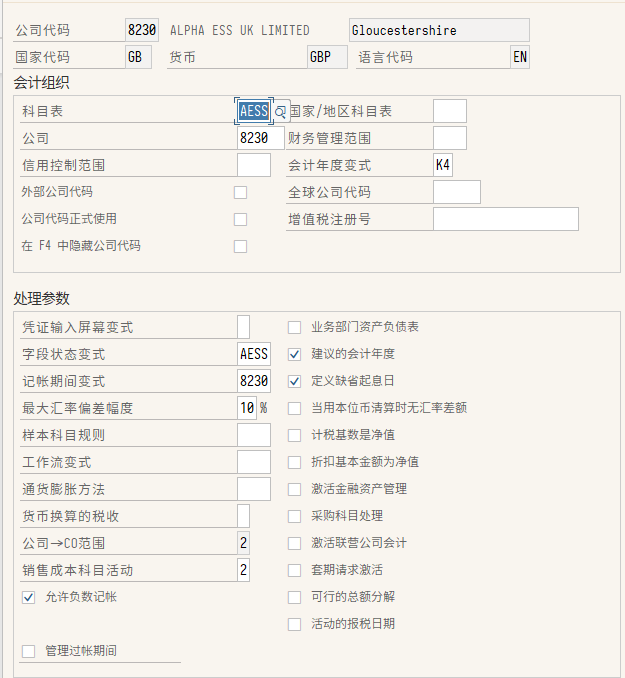 公司代码 8230 ALPHA ESS UK LIMITED Gloucestershire
国家代码 GB 货币 GBP 语言代码 EN
会计组织
科目表 AESS 国家/地区科目表
公司 8230 财务管理范围
信用控制范围 会计年度变式 K4
外部公司代码 全球公司代码
公司代码正式使用 增值税注册号
在 F4 中隐藏公司代码
处理参数
凭证输入屏幕变式 业务部门资产负债表
字段状态变式 AESS 建议的会计年度
记帐期间变式 8230 定义缺省起息日
最大汇率偏差幅度 10 % 当用本位币清算时无汇率差额
样本科目规则 计税基数是净值
工作流变式 折扣基本金额为净值
通货膨胀方法 激活金融资产管理
货币换算的税收 采购科目处理
公司→CO范围 2 激活联营公司会计
销售成本科目活动 2 套期请求激活
允许负数记帐 可行的总额分解
活动的报税日期
管理过帐期间